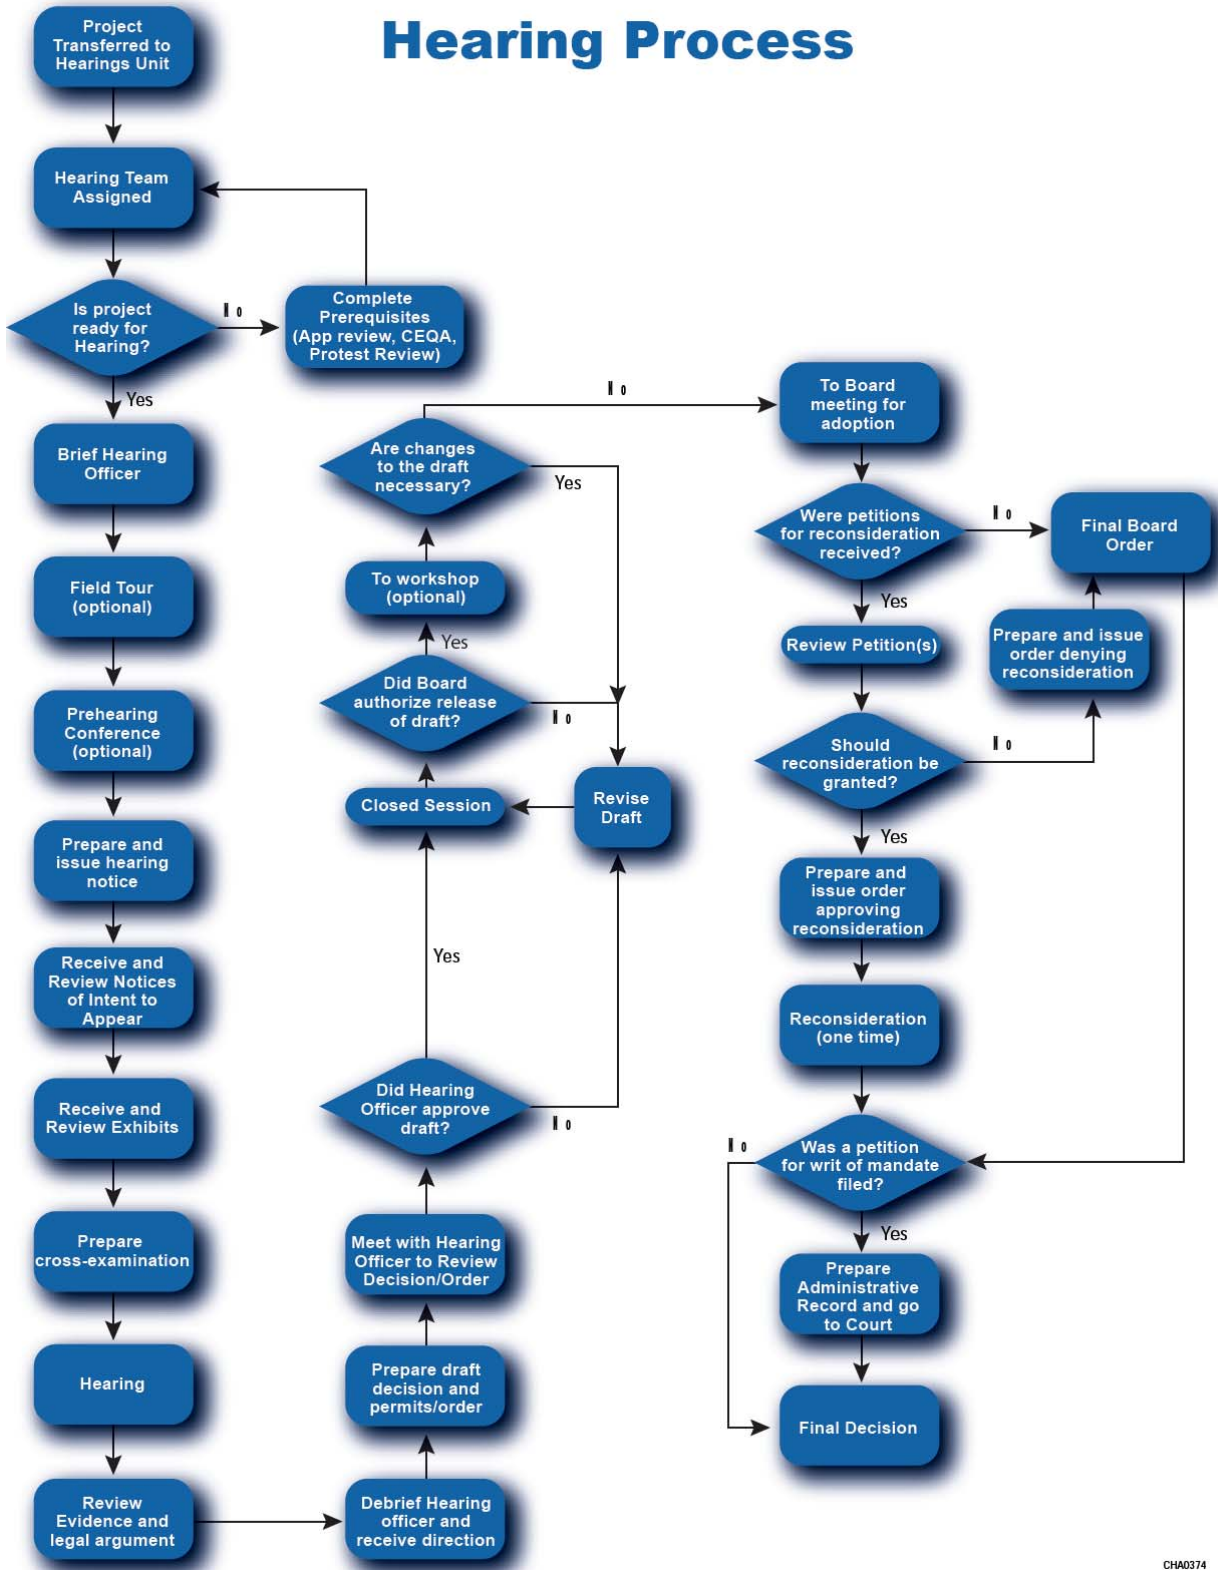 Hearing Process
Project
Transferred to
Hearings Unit
Hearing Team
Assigned
Is project
ready for
Hearing?
No
Complete
Prerequisites
(App review, CEQA,
Protest Review)
Yes
Brief Hearing
Officer
Field Tour
(optional)
Prehearing
Conference
(optional)
Prepare and
issue hearing
notice
Receive and
Review Notices
of Intent to
Appear
Receive and
Review Exhibits
Prepare
cross-examination
Hearing
Review
Evidence and
legal argument
Debrief Hearing
officer and
receive direction
Prepare draft
decision and
permits/order
Meet with Hearing
Officer to Review
Decision/Order
Did Hearing
Officer approve
draft?
No
Yes
Revise
Draft
Closed Session
Did Board
authorize release
of draft?
No
Yes
To workshop
(optional)
Are changes
to the draft
necessary?
Yes
No
To Board
meeting for
adoption
Were petitions
for reconsideration
received?
No
Final Board
Order
Yes
Review Petition(s)
Prepare and issue
order denying
reconsideration
Should
reconsideration be
granted?
No
Yes
Prepare and
issue order
approving
reconsideration
Reconsideration
(one time)
Was a petition
for writ of mandate
filed?
No
Yes
Prepare
Administrative
Record and go
to Court
Final Decision
CHA0374